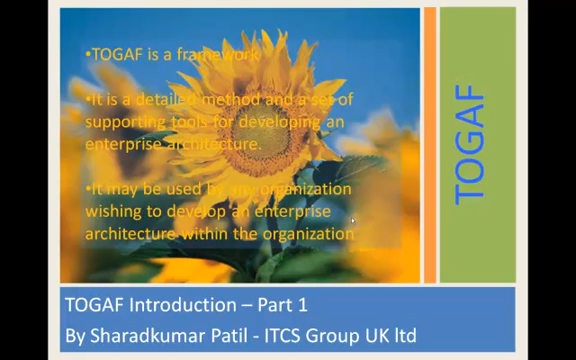 •TOGAF is a framework
•It is a detailed method and a set of
supporting tools for developing an
enterprise architecture.
•It may be used by any organization
wishing to develop an enterprise
architecture within the organization
TOGAF
TOGAF Introduction – Part 1
By Sharadkumar Patil - ITCS Group UK ltd